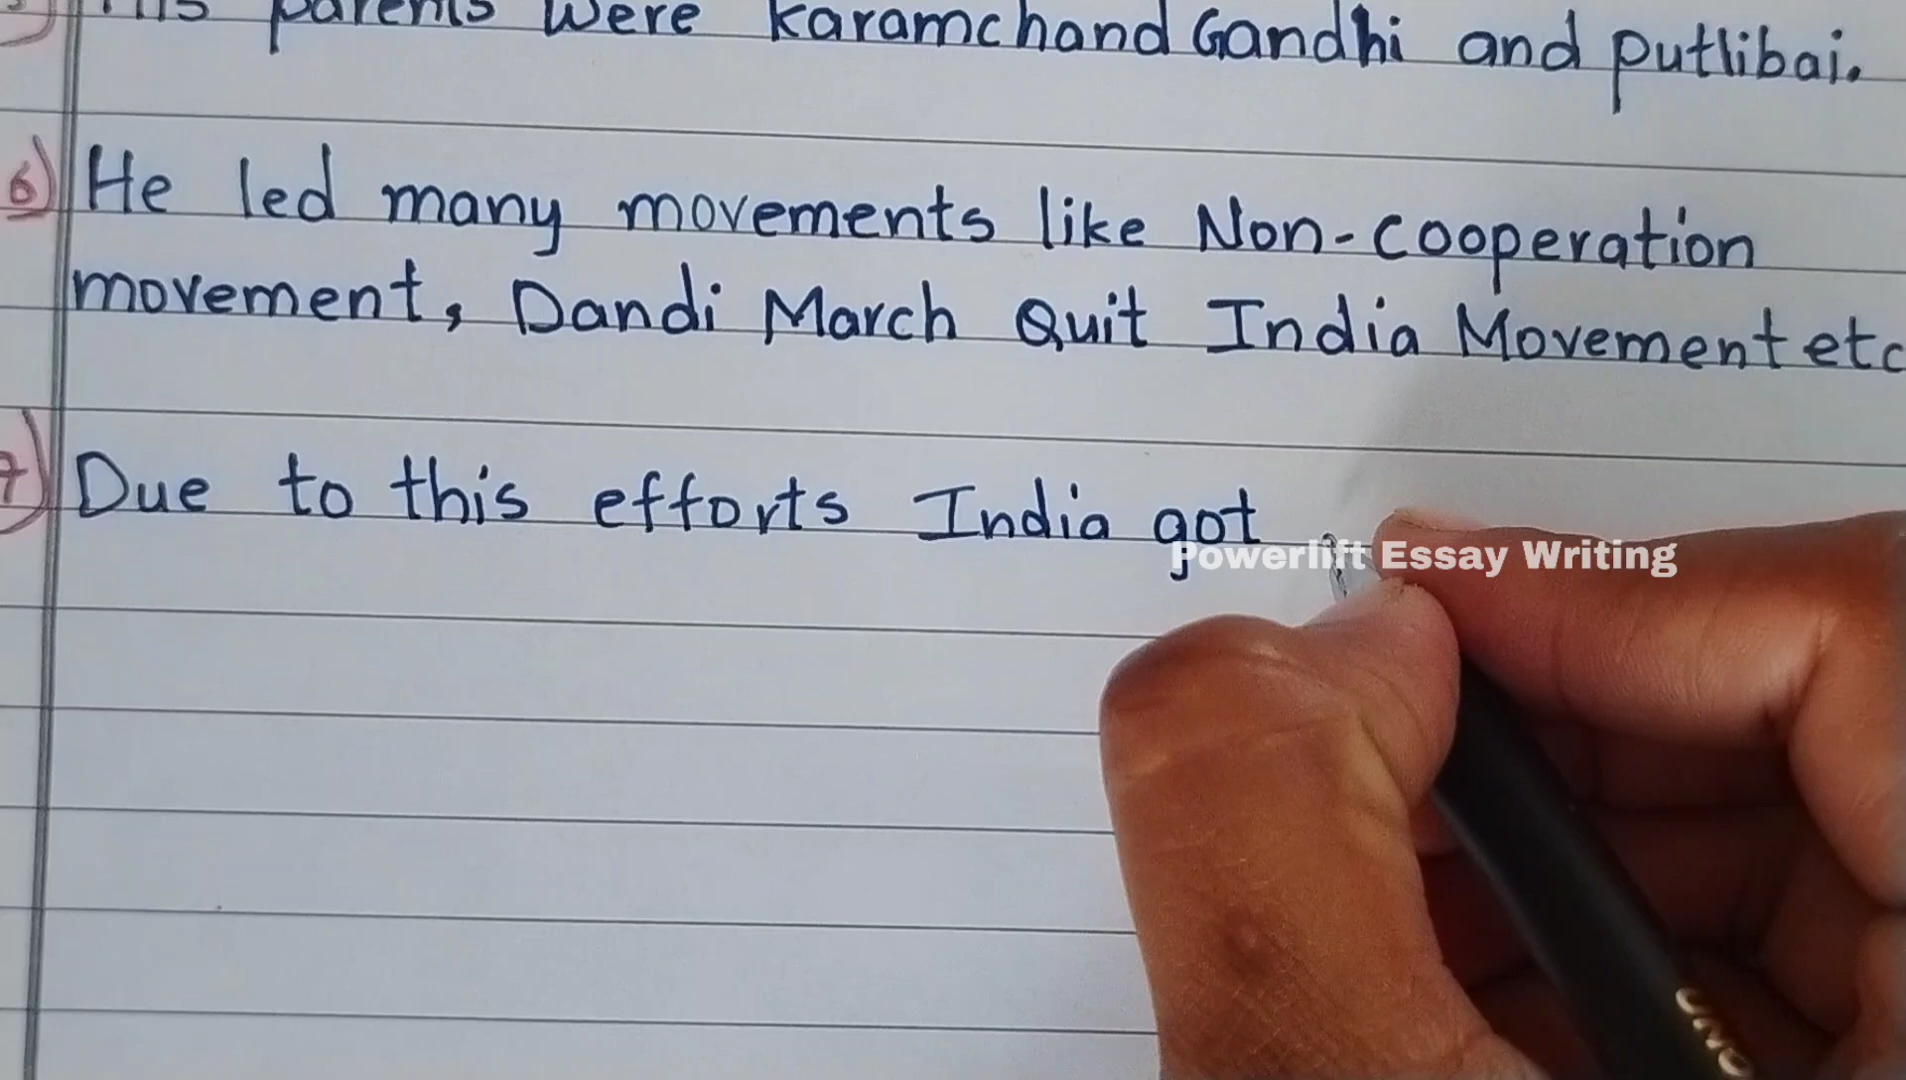 His parents were Karamchand Gandhi and putlibai.
6) He led many movements like Non-cooperation
movement, Dandi March Quit India Movement etc
7) Due to this efforts India got
Powerlift Essay Writing
UNO